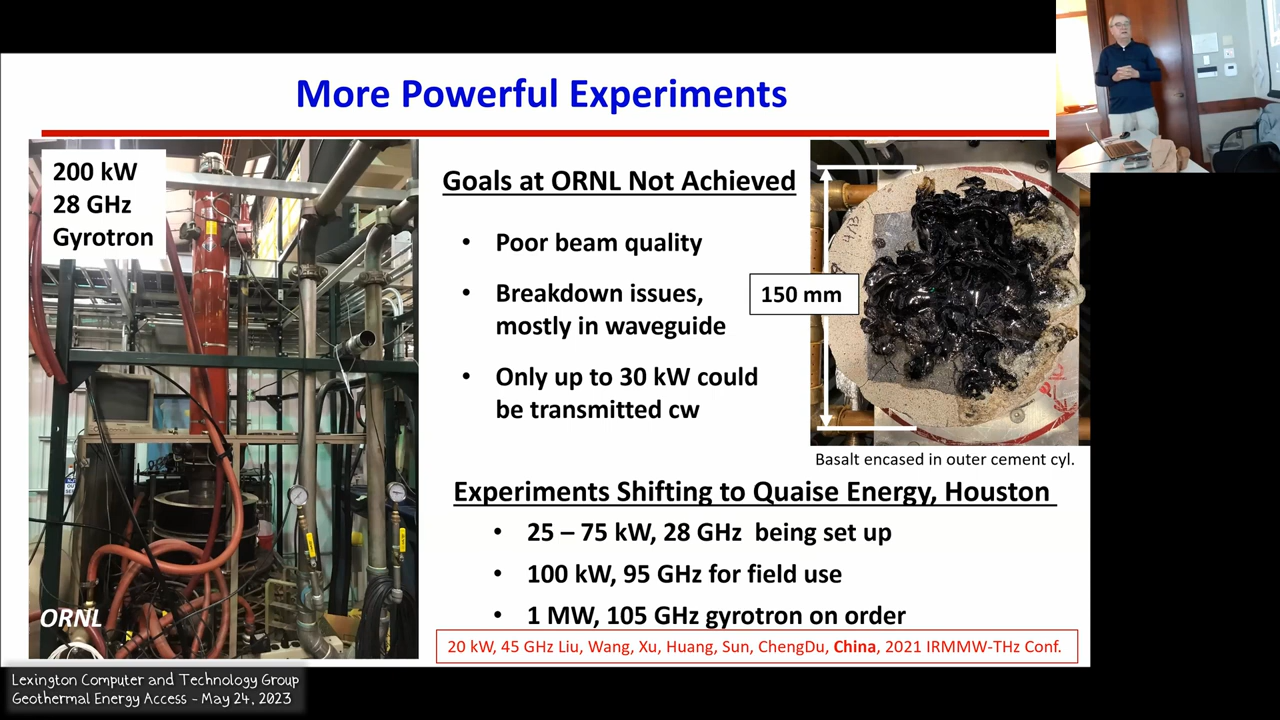 More Powerful Experiments
200 kW
28 GHz
Gyrotron
ORNL
Goals at ORNL Not Achieved
• Poor beam quality
• Breakdown issues,
mostly in waveguide
• Only up to 30 kW could
be transmitted cw
150 mm
4/13
Basalt encased in outer cement cyl.
Experiments Shifting to Quaise Energy, Houston
• 25 – 75 kW, 28 GHz being set up
• 100 kW, 95 GHz for field use
• 1 MW, 105 GHz gyrotron on order
20 kW, 45 GHz Liu, Wang, Xu, Huang, Sun, ChengDu, China, 2021 IRMMW-THz Conf.
Lexington Computer and Technology Group
Geothermal Energy Access - May 24, 2023